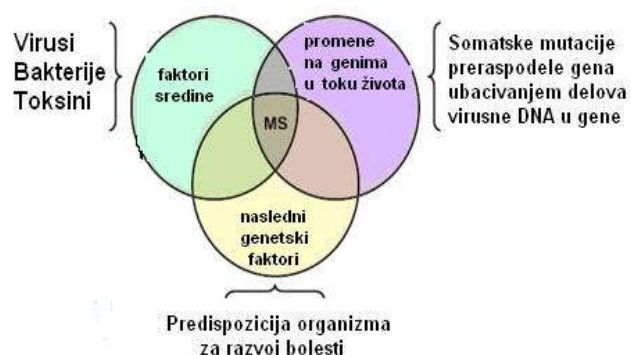 Virusi
Bakterije
Toksini
faktori
sredine
promene
na genima
u toku života
Somatske mutacije
preraspodele gena
ubacivanjem delova
virusne DNA u gene
MS
nasledni
genetski
faktori
Predispozicija organizma
za razvoj bolesti